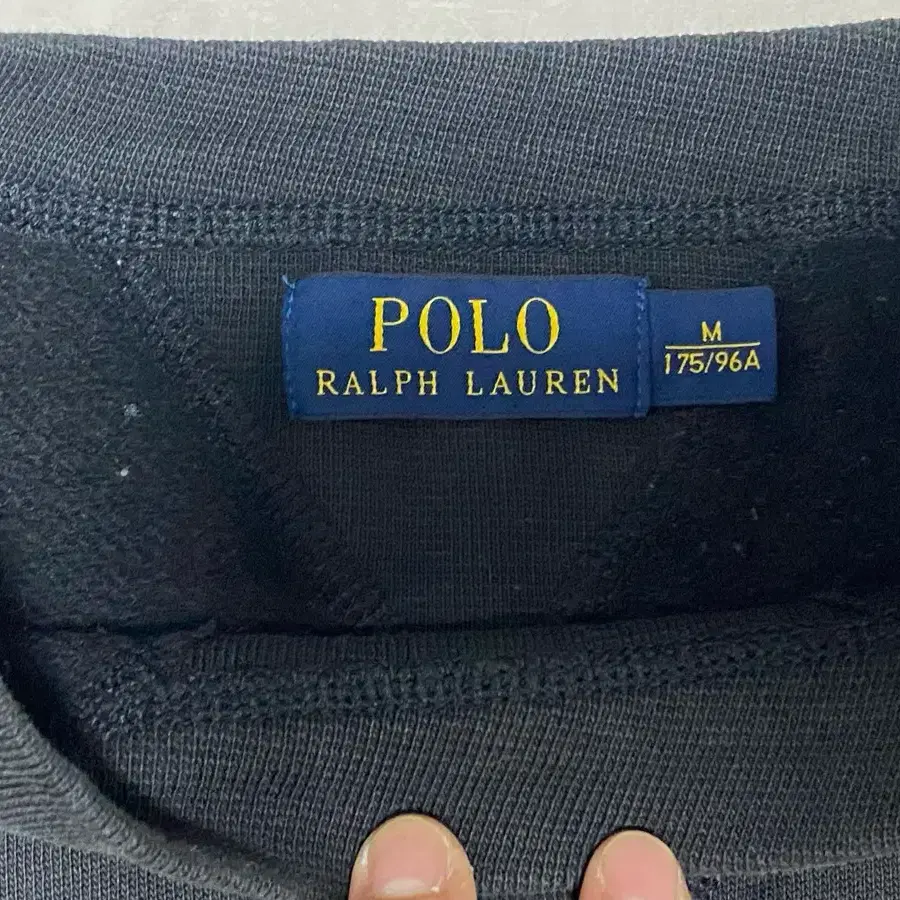 POLO
RALPH LAUREN
M
175/96A